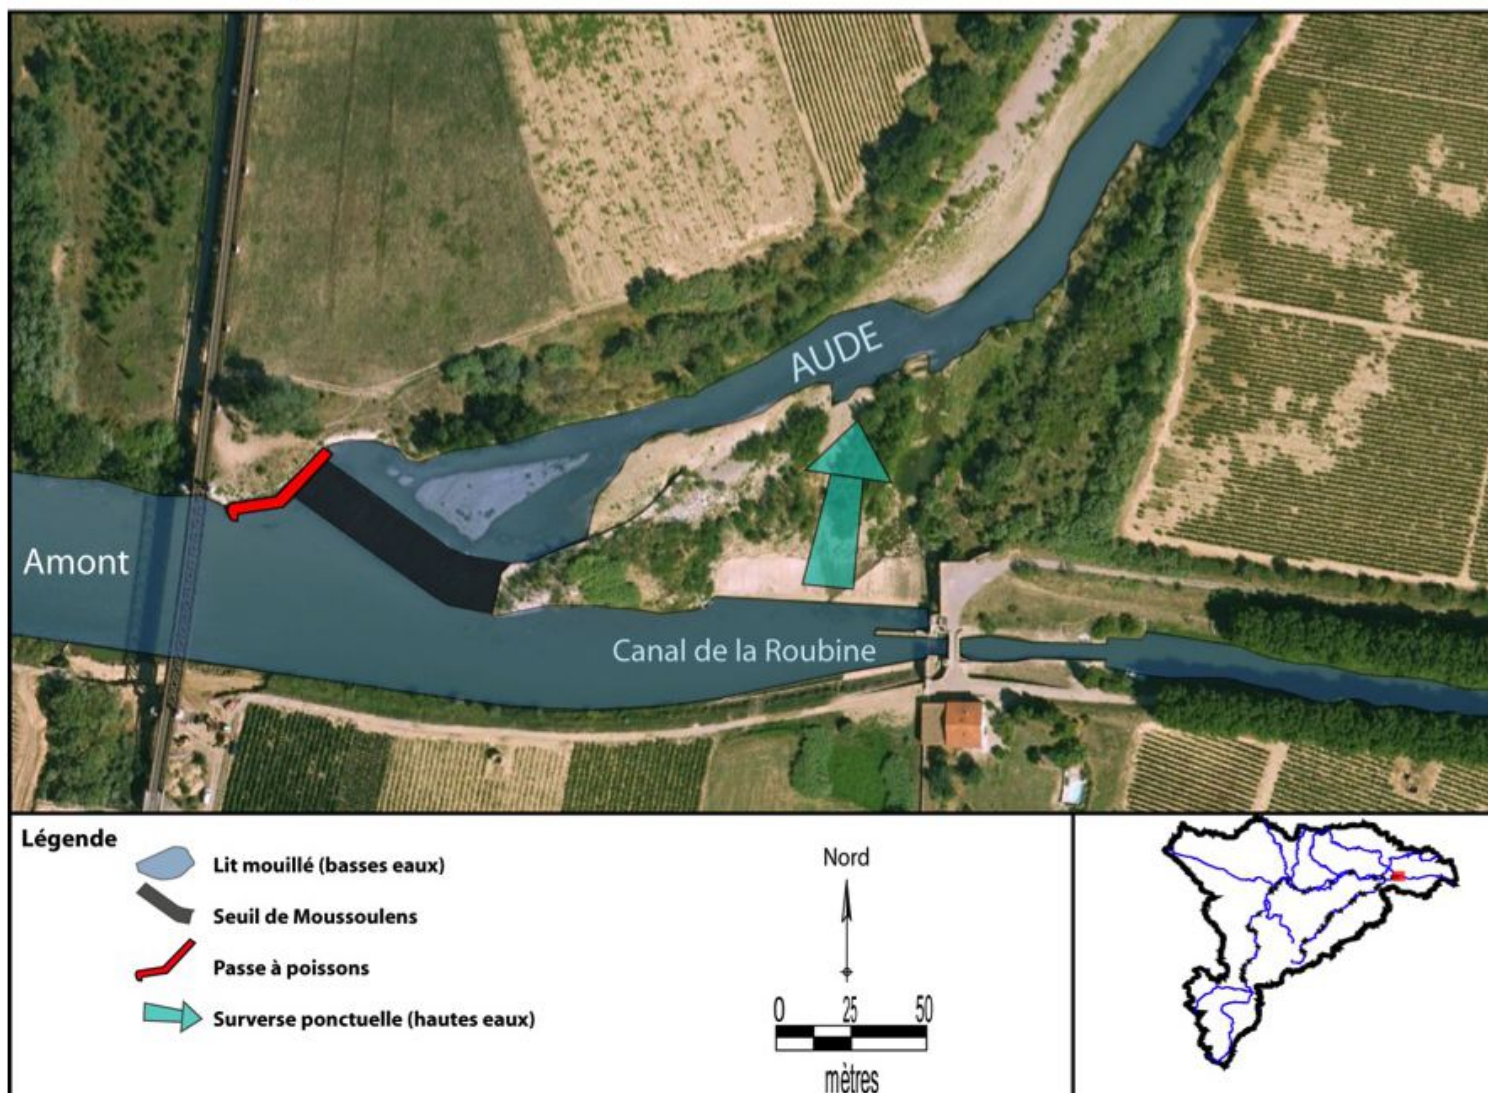 AUDE
Amont
Canal de la Roubine
Légende
Lit mouillé (basses eaux)
Seuil de Moussoulens
Passe à poissons
Surverse ponctuelle (hautes eaux)
Nord
0 25 50
mètres